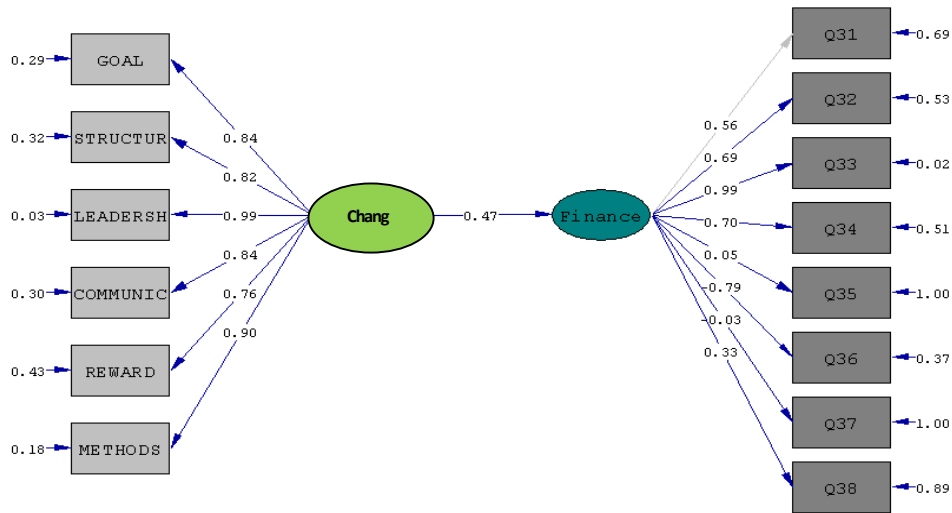 0.29
GOAL
0.32
STRUCTUR
0.03
LEADERSH
0.30
COMMUNIC
0.43
REWARD
0.18
METHODS
0.84
0.82
0.99
0.84
0.76
0.90
Chang
0.47
Finance
0.56
0.69
0.99
0.70
0.05
-0.79
-0.03
0.33
Q31
0.69
Q32
0.53
Q33
0.02
Q34
0.51
Q35
1.00
Q36
0.37
Q37
1.00
Q38
0.89